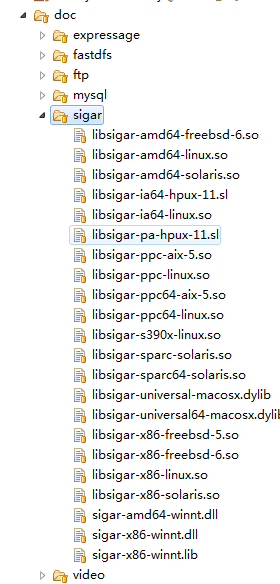 doc
expressage
fastdfs
ftp
mysql
sigar
libsigar-amd64-freebsd-6.so
libsigar-amd64-linux.so
libsigar-amd64-solaris.so
libsigar-ia64-hpux-11.sl
libsigar-ia64-linux.so
libsigar-pa-hpux-11.sl
libsigar-ppc-aix-5.so
libsigar-ppc-linux.so
libsigar-ppc64-aix-5.so
libsigar-ppc64-linux.so
libsigar-s390x-linux.so
libsigar-sparc-solaris.so
libsigar-sparc64-solaris.so
libsigar-universal-macosx.dylib
libsigar-universal64-macosx.dylib
libsigar-x86-freebsd-5.so
libsigar-x86-freebsd-6.so
libsigar-x86-linux.so
libsigar-x86-solaris.so
sigar-amd64-winnt.dll
sigar-x86-winnt.dll
sigar-x86-winnt.lib
video